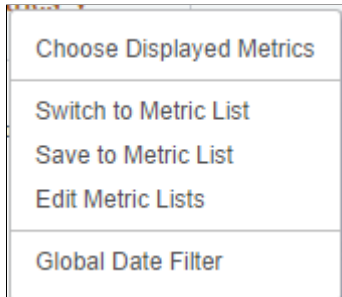 Choose Displayed Metrics
Switch to Metric List
Save to Metric List
Edit Metric Lists
Global Date Filter